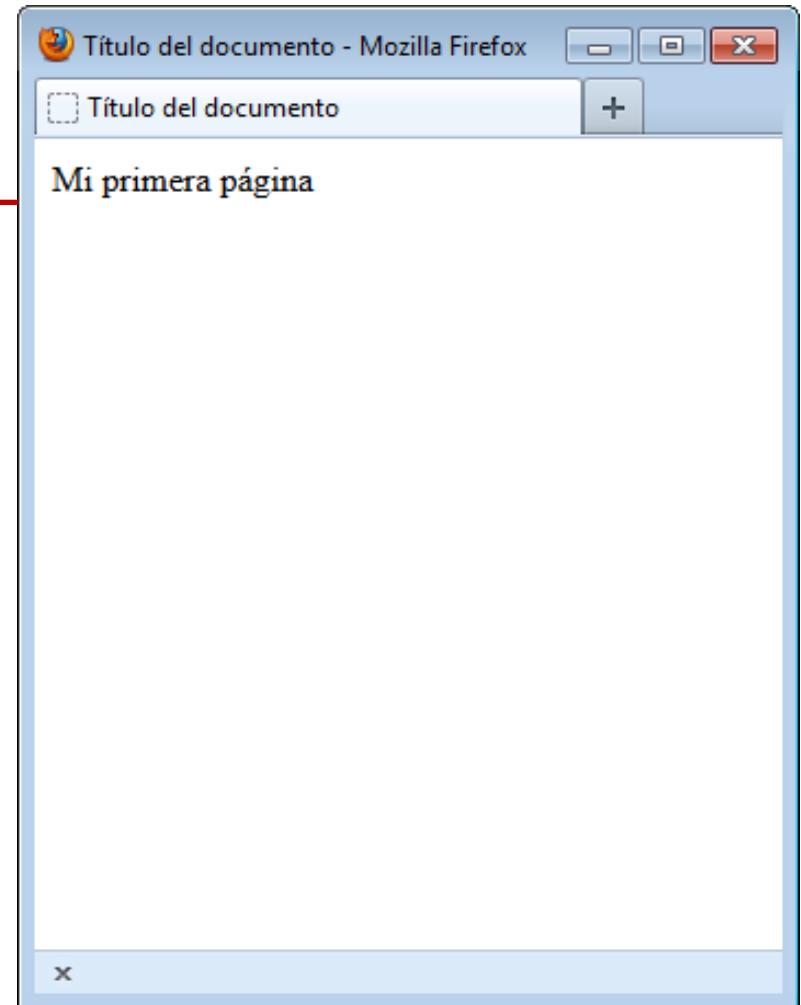 Título del documento - Mozilla Firefox
Título del documento
Mi primera página